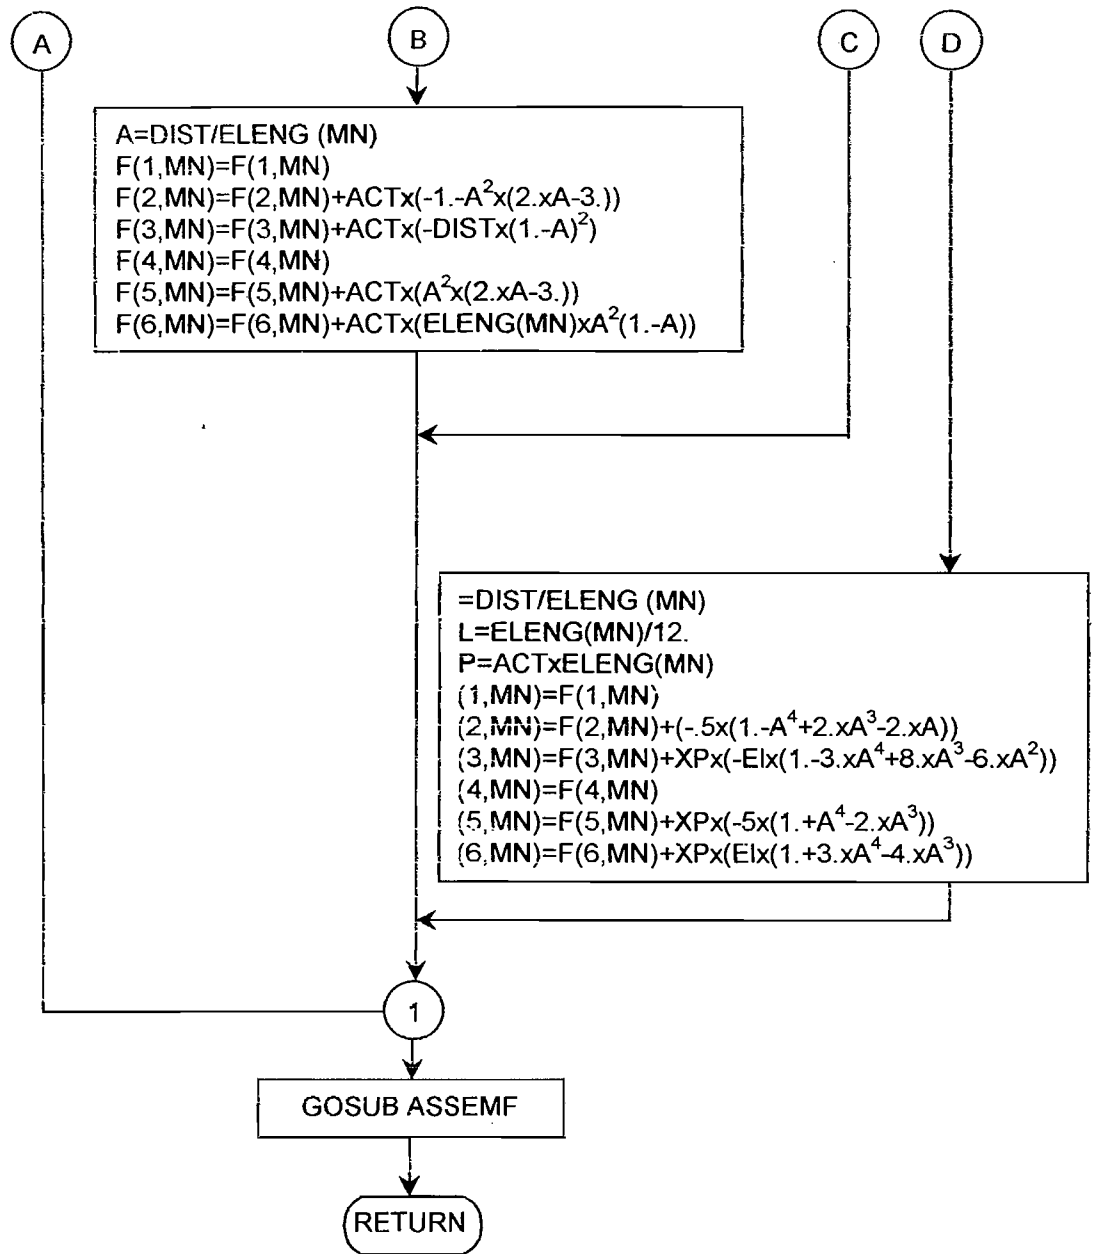 A
B
C
D
A=DIST/ELENG (MN)
F(1,MN)=F(1,MN)
F(2,MN)=F(2,MN)+ACTx(-1.-A²x(2.xA-3.))
F(3,MN)=F(3,MN)+ACTx(-DISTx(1.-A)²)
F(4,MN)=F(4,MN)
F(5,MN)=F(5,MN)+ACTx(A²x(2.xA-3.))
F(6,MN)=F(6,MN)+ACTx(ELENG(MN)xA²(1.-A))
=DIST/ELENG (MN)
L=ELENG(MN)/12.
P=ACTxELENG(MN)
(1,MN)=F(1,MN)
(2,MN)=F(2,MN)+(-.5x(1.-A⁴+2.xA³-2.xA))
(3,MN)=F(3,MN)+XPx(-Elx(1.-3.xA⁴+8.xA³-6.xA²))
(4,MN)=F(4,MN)
(5,MN)=F(5,MN)+XPx(-5x(1.+A⁴-2.xA³))
(6,MN)=F(6,MN)+XPx(Elx(1.+3.xA⁴-4.xA³))
1
GOSUB ASSEMF
RETURN